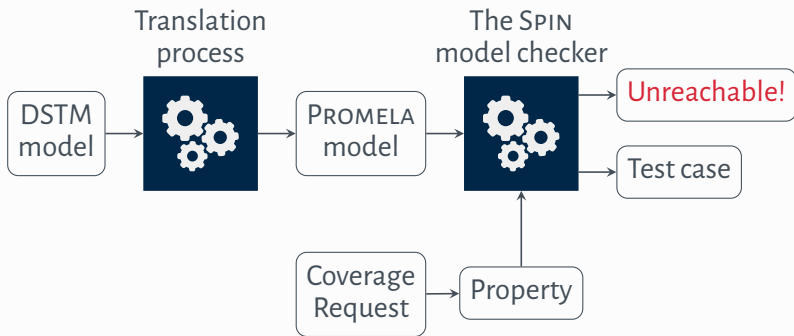 Translation
process
The SPIN
model checker
DSTM
model
PROMELA
model
Unreachable!
Test case
Coverage
Request
Property